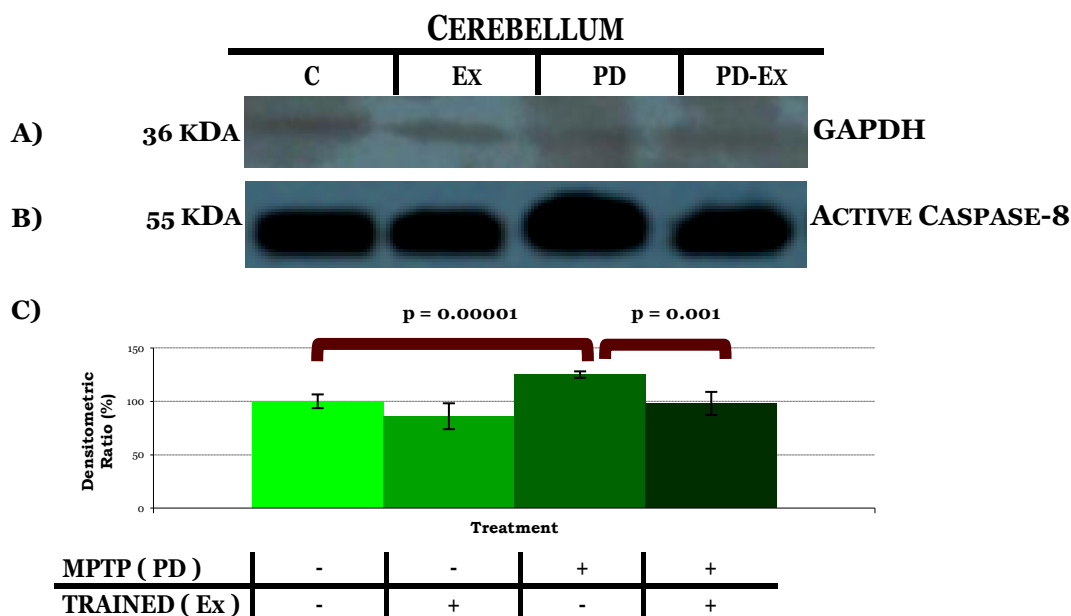 CEREBELLUM
C EX PD PD-EX
A) 36 KDA GAPDH
B) 55 KDA ACTIVE CASPASE-8
C)
p = 0.00001 p = 0.001
Densitometric
Ratio (%)
150
100
50
0
Treatment
MPTP ( PD ) - - + +
TRAINED ( EX ) - + - +